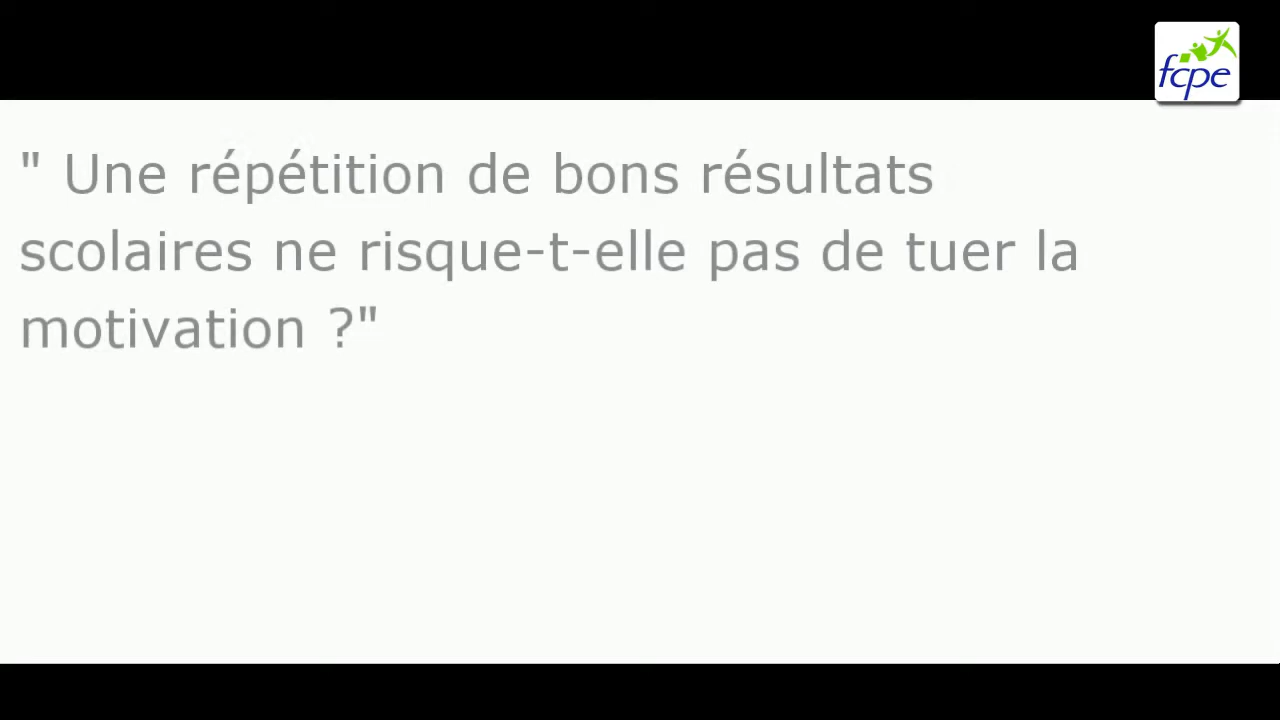 fcpe
" Une répétition de bons résultats
scolaires ne risque-t-elle pas de tuer la
motivation ?"